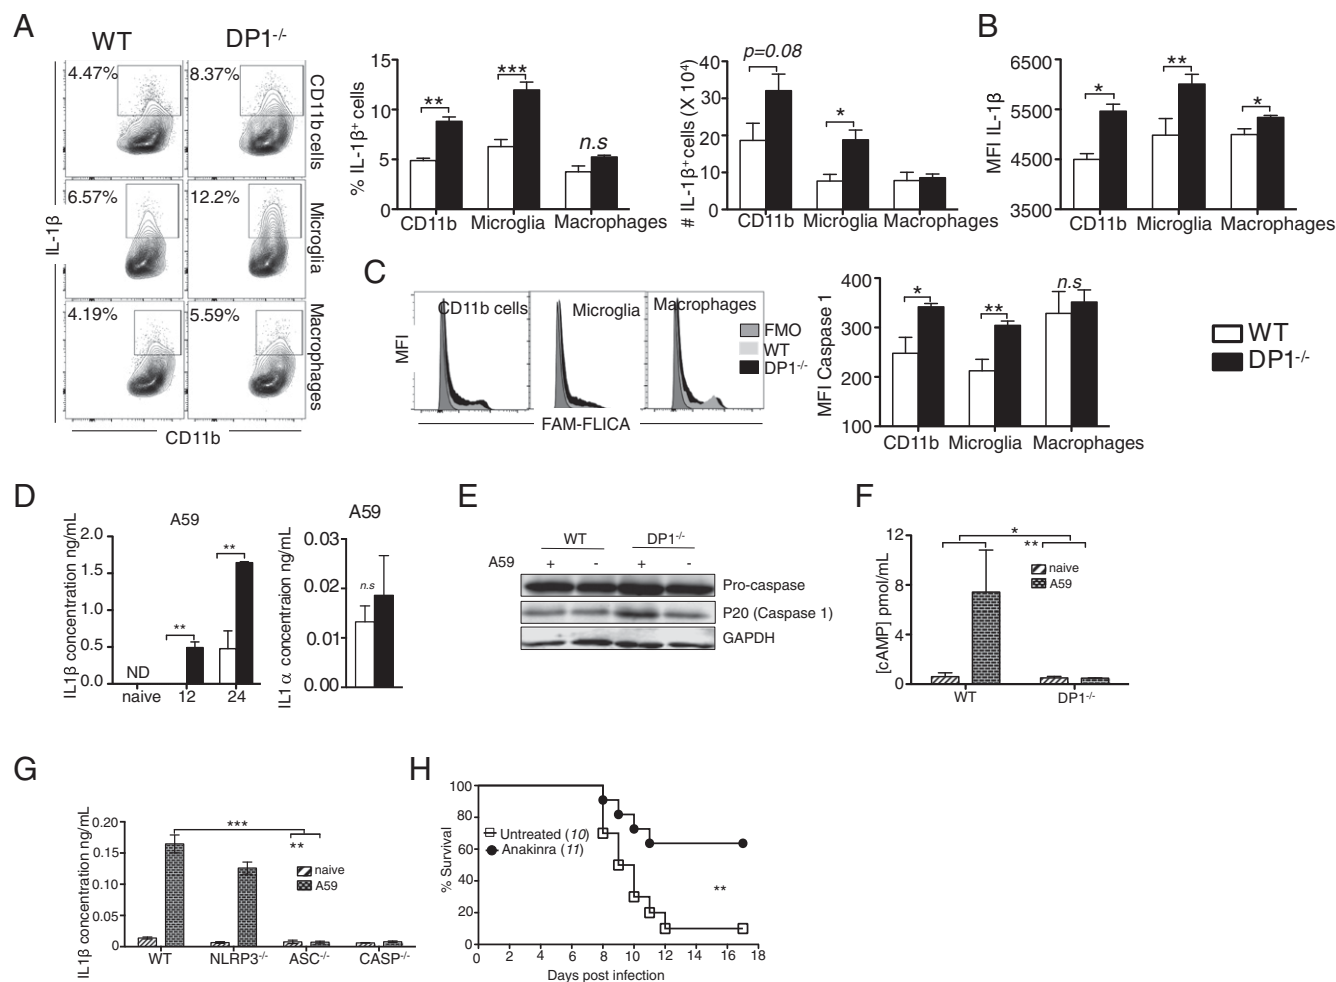 A
WT
DP1-/-
4.47%
8.37%
CD11b cells
6.57%
12.2%
Microglia
4.19%
5.59%
Macrophages
IL-1β
CD11b
15
10
5
0
% IL-1β+ cells
**
***
n.s
CD11b
Microglia
Macrophages
40
30
20
10
0
# IL-1β+ cells (X 10⁴)
p=0.08
*
CD11b
Microglia
Macrophages
B
6500
5500
4500
3500
MFI IL-1β
*
**
*
CD11b
Microglia
Macrophages
C
CD11b cells
Microglia
Macrophages
MFI
FAM-FLICA
FMO
WT
DP1-/-
400
300
200
100
MFI Caspase 1
*
**
n.s
CD11b
Microglia
Macrophages
WT
DP1-/-
D
A59
2.0
1.5
1.0
0.5
0.0
IL1β concentration ng/mL
ND
**
**
naive
12
24
A59
0.03
0.02
0.01
0.00
IL1 α concentraion ng/mL
n.s
E
WT
DP1-/-
A59
+
-
+
-
Pro-caspase
P20 (Caspase 1)
GAPDH
F
12
8
4
0
[cAMP] pmol/mL
*
**
naive
A59
WT
DP1-/-
G
0.20
0.15
0.10
0.05
0
IL1β concentration ng/mL
***
**
naive
A59
WT
NLRP3-/-
ASC-/-
CASP-/-
H
100
80
60
40
20
0
% Survival
Untreated (10)
Anakinra (11)
**
0 2 4 6 8 10 12 14 16 18
Days post infection